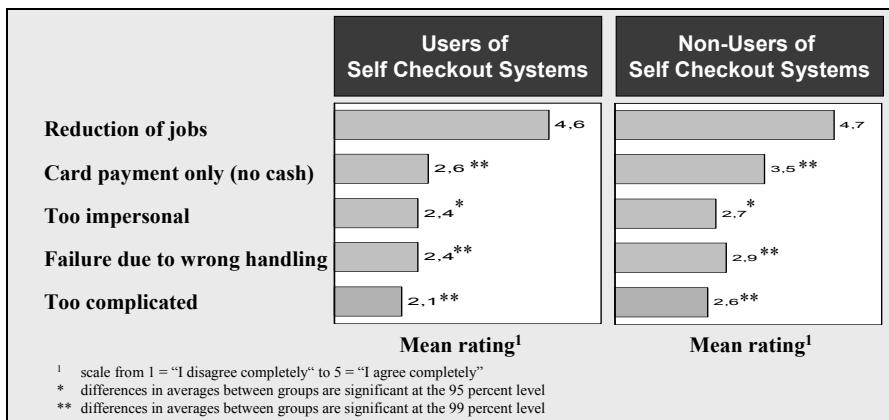 Users of
Self Checkout Systems
Non-Users of
Self Checkout Systems
Reduction of jobs
4,6
4,7
Card payment only (no cash)
2,6 **
3,5 **
Too impersonal
2,4 *
2,7 *
Failure due to wrong handling
2,4 **
2,9 **
Too complicated
2,1 **
2,6 **
Mean rating¹
Mean rating¹
¹ scale from 1 = “I disagree completely“ to 5 = “I agree completely”
* differences in averages between groups are significant at the 95 percent level
** differences in averages between groups are significant at the 99 percent level